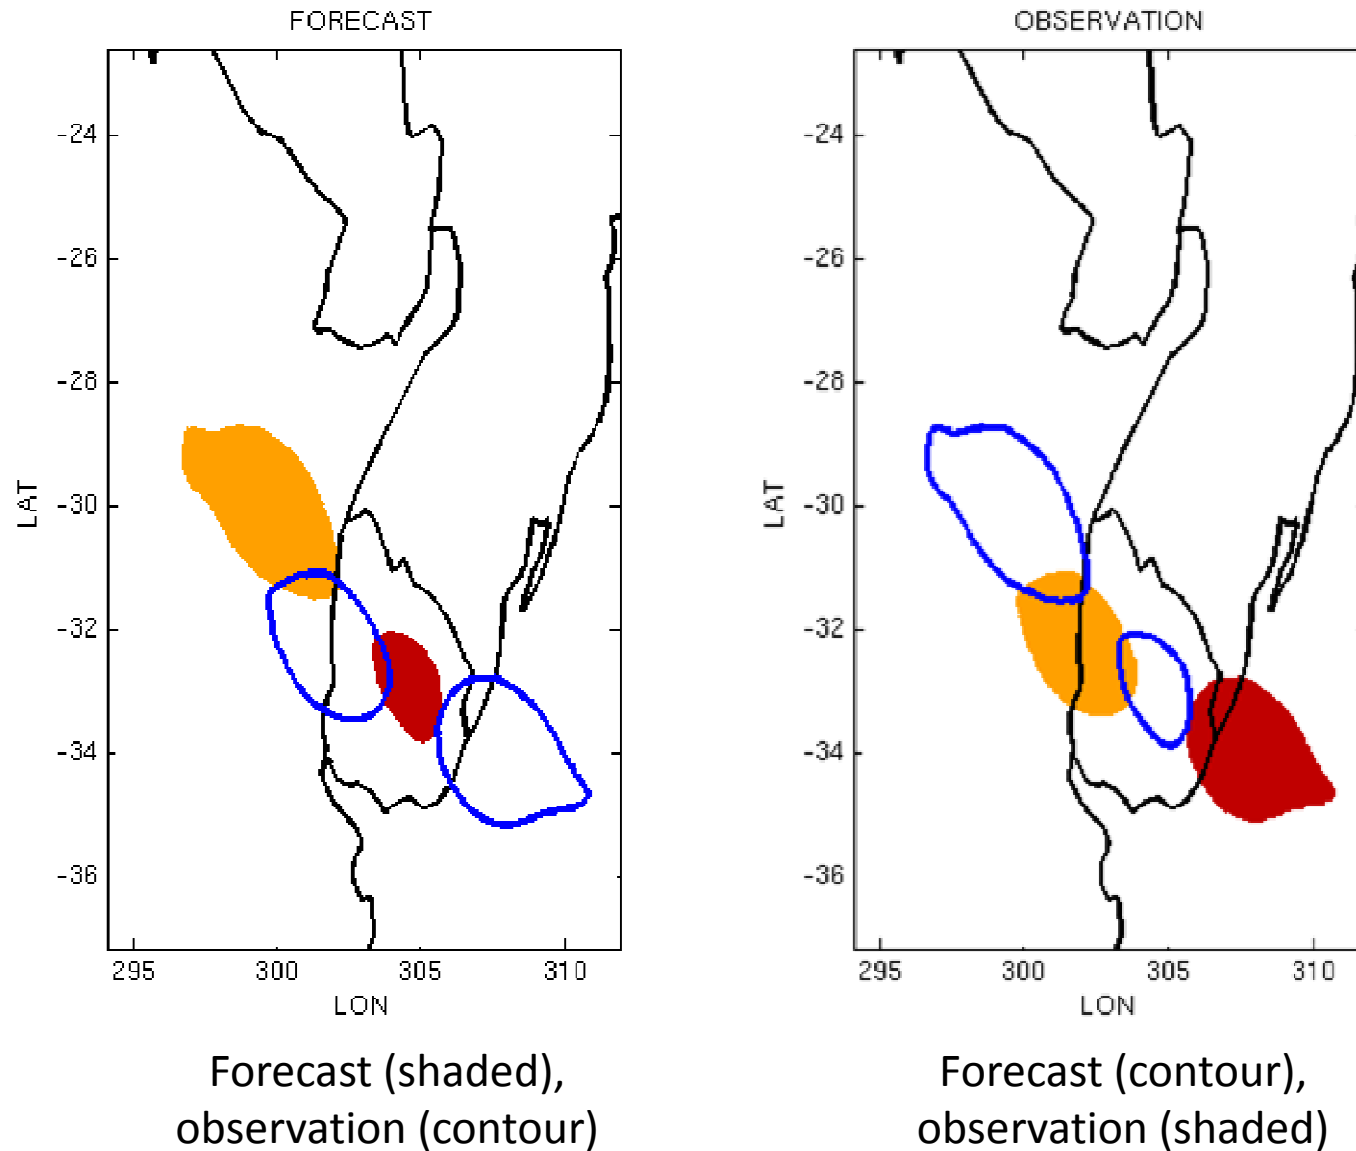 FORECAST
-24
-26
-28
-30
-32
-34
-36
LAT
295 300 305 310
LON
Forecast (shaded),
observation (contour)
OBSERVATION
-24
-26
-28
-30
-32
-34
-36
LAT
295 300 305 310
LON
Forecast (contour),
observation (shaded)